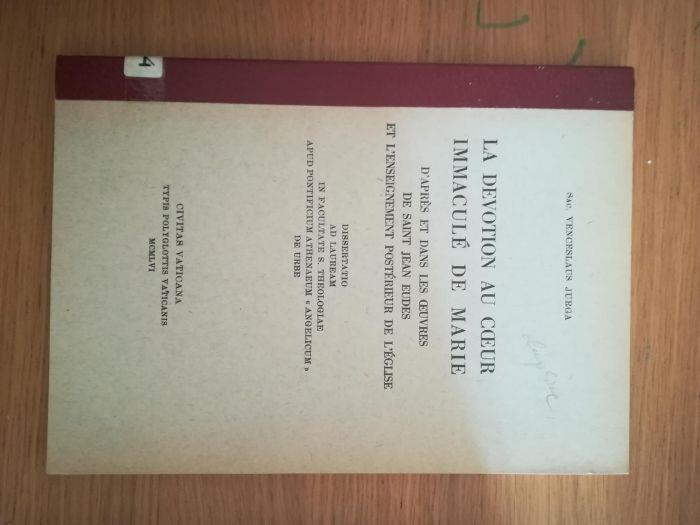 SAC. VENCESLAUS JURGA
LA DEVOTION AU CŒUR
IMMACULÉ DE MARIE
D'APRÈS ET DANS LES ŒUVRES
DE SAINT JEAN EUDES
ET L'ENSEIGNEMENT POSTÉRIEUR DE L'ÉGLISE
DISSERTATIO
AD LAUREAM
IN FACULTATE S. THEOLOGIAE
APUD PONTIFICIUM ATHENAEUM « ANGELICUM »
DE URBE
CIVITAS VATICANA
TYPIS POLYGLOTTIS VATICANIS
MCMLVI
4